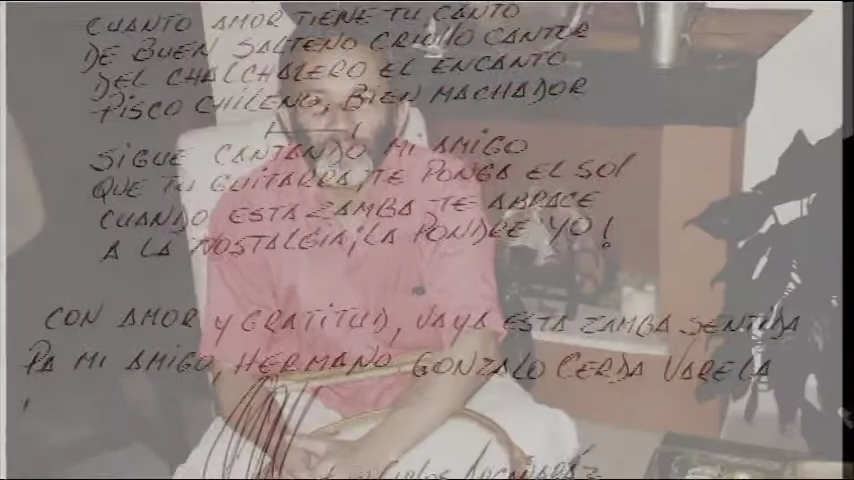 CUANTO AMOR TIENE TU CANTO
DE BUEN SALTEÑO CRIOLLO CANTOR
DEL CHALCHALERO EL ENCANTO
PISCO CHILENO, BIEN MACHADOR
SIGUE CANTANDO MI AMIGO
QUE TU GUITARRA, TE PONGA EL SOL
CUANDO ESTA ZAMBA TE ABRACE
A LA NOSTALGIA, ¡LA PONDRE YO!
CON AMOR Y GRATITUD, VAYA ESTA ZAMBA SENTIDA
PA MI AMIGO, HERMANO GONZALO CERDA VARELA
Carlos